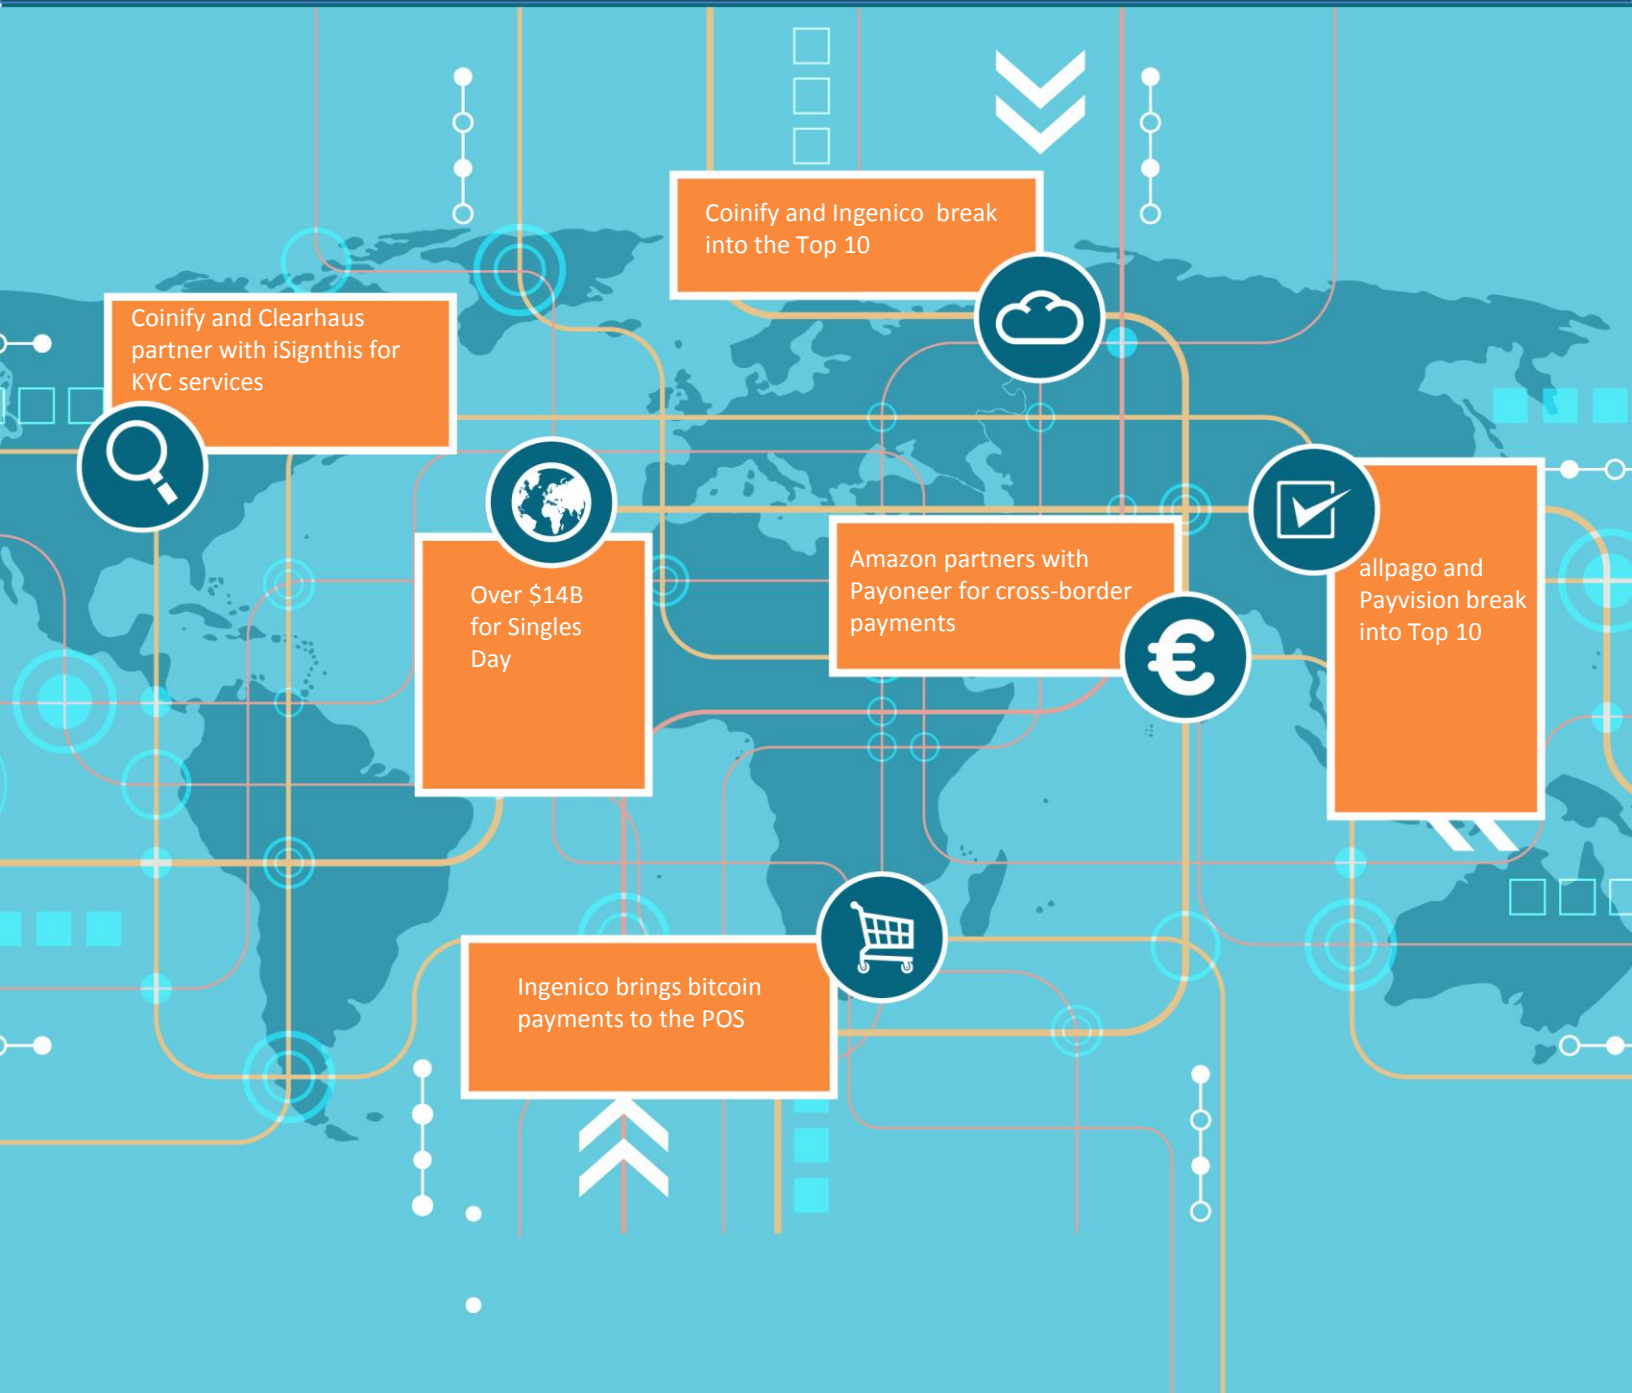 Coinify and Ingenico  break
into the Top 10
Coinify and Clearhaus
partner with iSignthis for
KYC services
Over $14B
for Singles
Day
Amazon partners with
Payoneer for cross-border
payments
allpago and
Payvision break
into Top 10
Ingenico brings bitcoin
payments to the POS